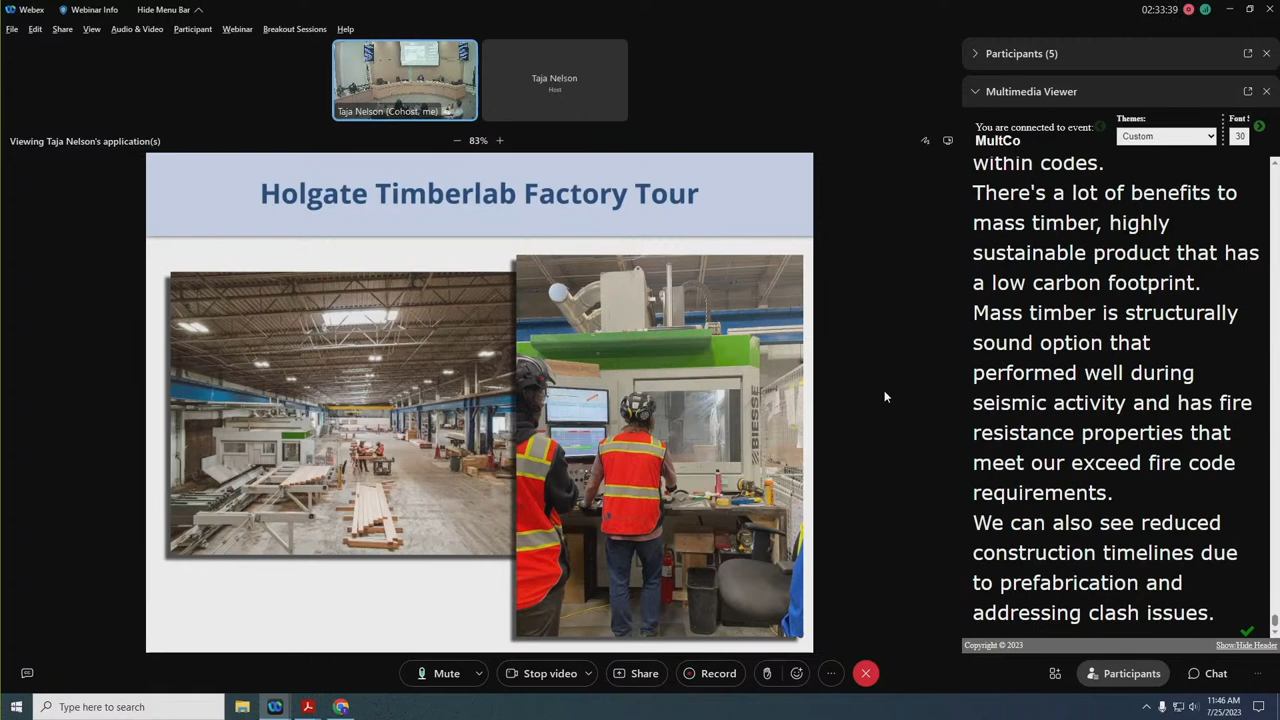 Webex
Webinar Info
Hide Menu Bar
02:33:39
File Edit Share View Audio & Video Participant Webinar Breakout Sessions Help
Taja Nelson (Cohost, me)
Taja Nelson
Host
Viewing Taja Nelson's application(s)
83%
Holgate Timberlab Factory Tour
BIESSE
Participants (5)
Multimedia Viewer
You are connected to event:
MultCo
Themes:
Custom
Font
30
within codes.
There's a lot of benefits to
mass timber, highly
sustainable product that has
a low carbon footprint.
Mass timber is structurally
sound option that
performed well during
seismic activity and has fire
resistance properties that
meet our exceed fire code
requirements.
We can also see reduced
construction timelines due
to prefabrication and
addressing clash issues.
Copyright © 2023
Show/Hide Header
Mute
Stop video
Share
Record
Participants
Chat
Type here to search
11:46 AM
7/25/2023